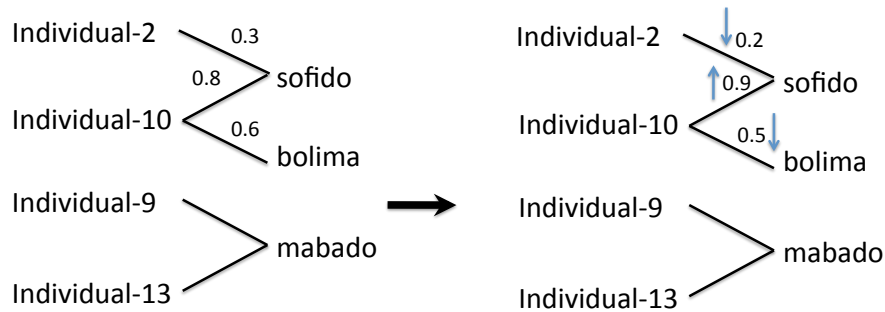 Individual-2
0.3
0.8
sofido
Individual-10
0.6
bolima
Individual-9
mabado
Individual-13
Individual-2
0.2
0.9
sofido
Individual-10
0.5
bolima
Individual-9
mabado
Individual-13